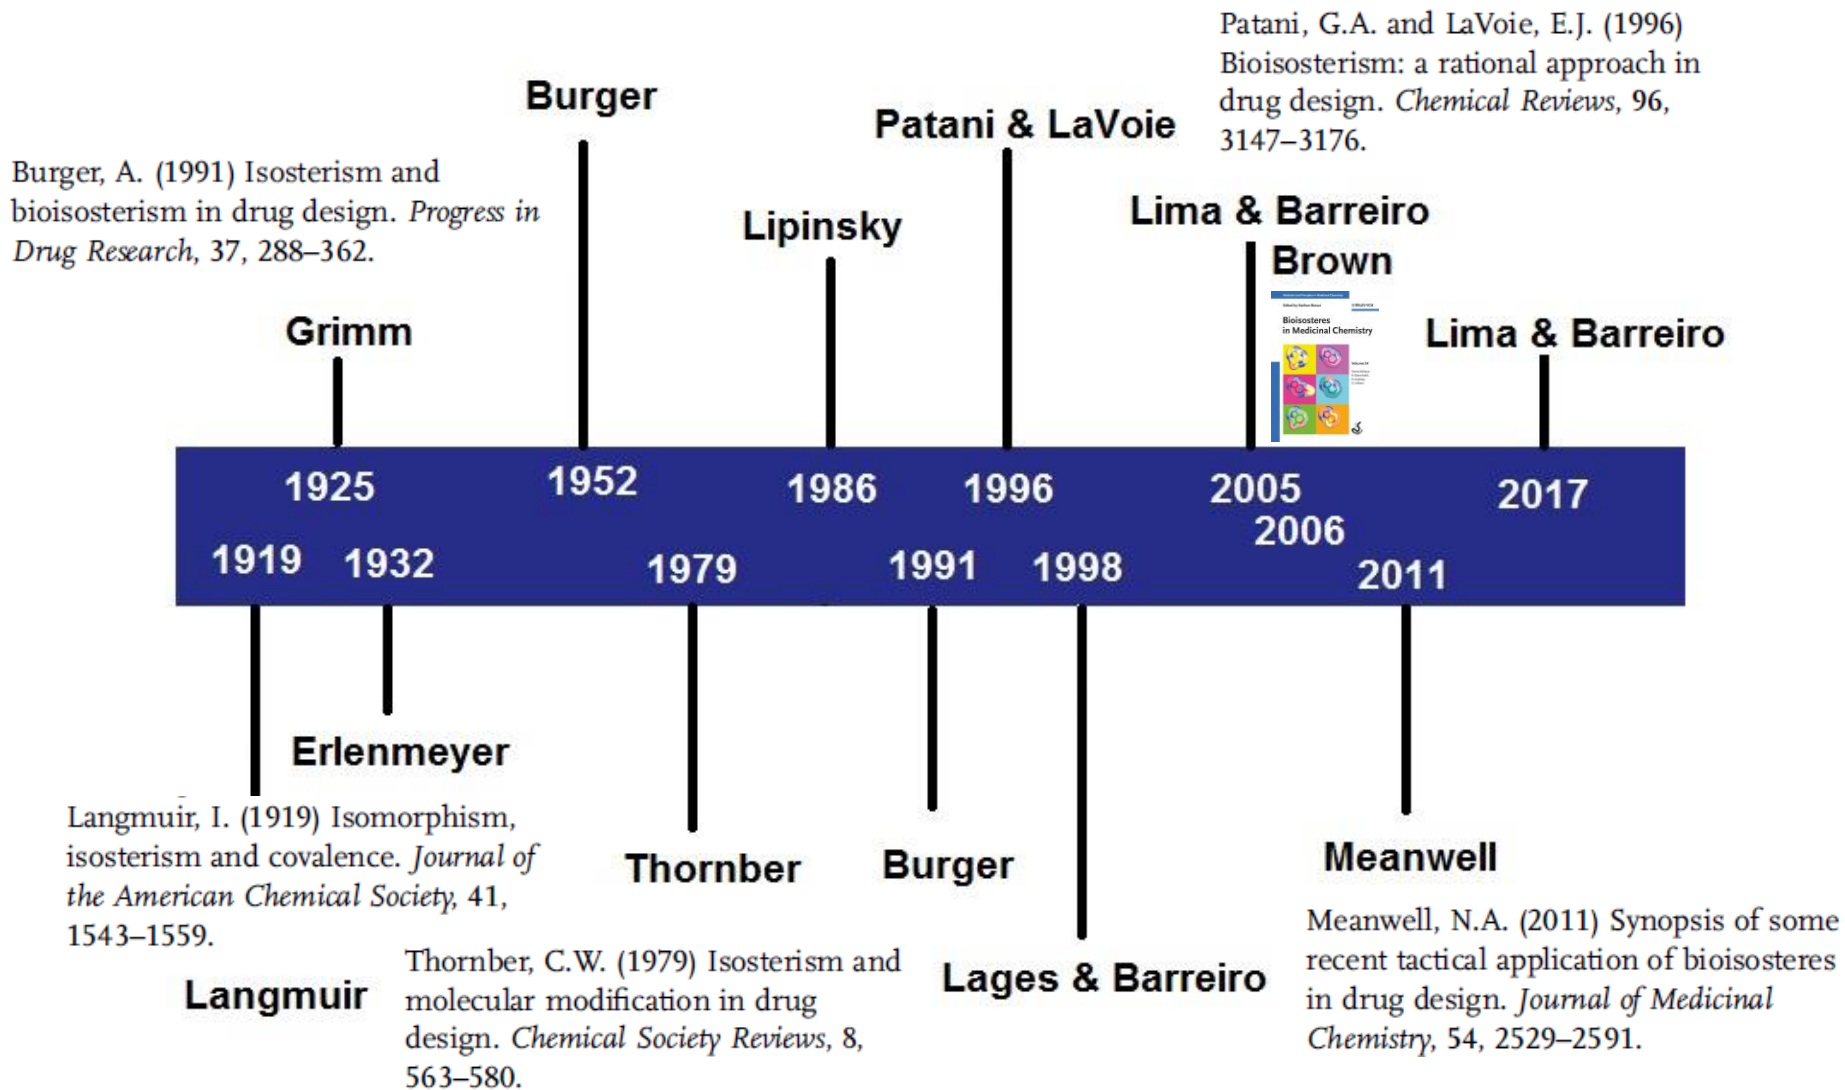 Patani, G.A. and LaVoie, E.J. (1996)
Bioisosterism: a rational approach in
drug design. Chemical Reviews, 96,
3147–3176.
Burger
Patani & LaVoie
Burger, A. (1991) Isosterism and
bioisosterism in drug design. Progress in
Drug Research, 37, 288–362.
Lipinsky
Lima & Barreiro
Brown
Bioisosteres
in Medicinal Chemistry
Grimm
Lima & Barreiro
1925
1952
1986
1996
2005
2017
2006
1919
1932
1979
1991
1998
2011
Erlenmeyer
Langmuir, I. (1919) Isomorphism,
isosterism and covalence. Journal of
the American Chemical Society, 41,
1543–1559.
Langmuir
Thornber
Thornber, C.W. (1979) Isosterism and
molecular modification in drug
design. Chemical Society Reviews, 8,
563–580.
Burger
Lages & Barreiro
Meanwell
Meanwell, N.A. (2011) Synopsis of some
recent tactical application of bioisosteres
in drug design. Journal of Medicinal
Chemistry, 54, 2529–2591.